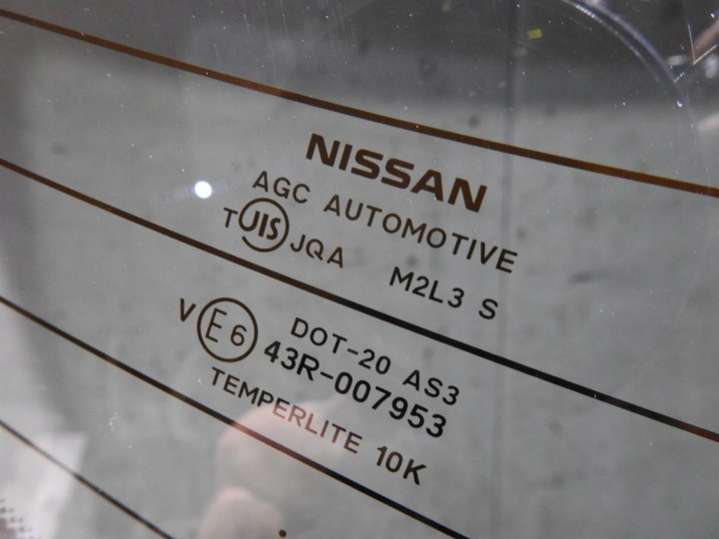 NISSAN
AGC AUTOMOTIVE
T JIS JQA M2L3 S
DOT-20 AS3
V E6 43R-007953
TEMPERLITE 10K